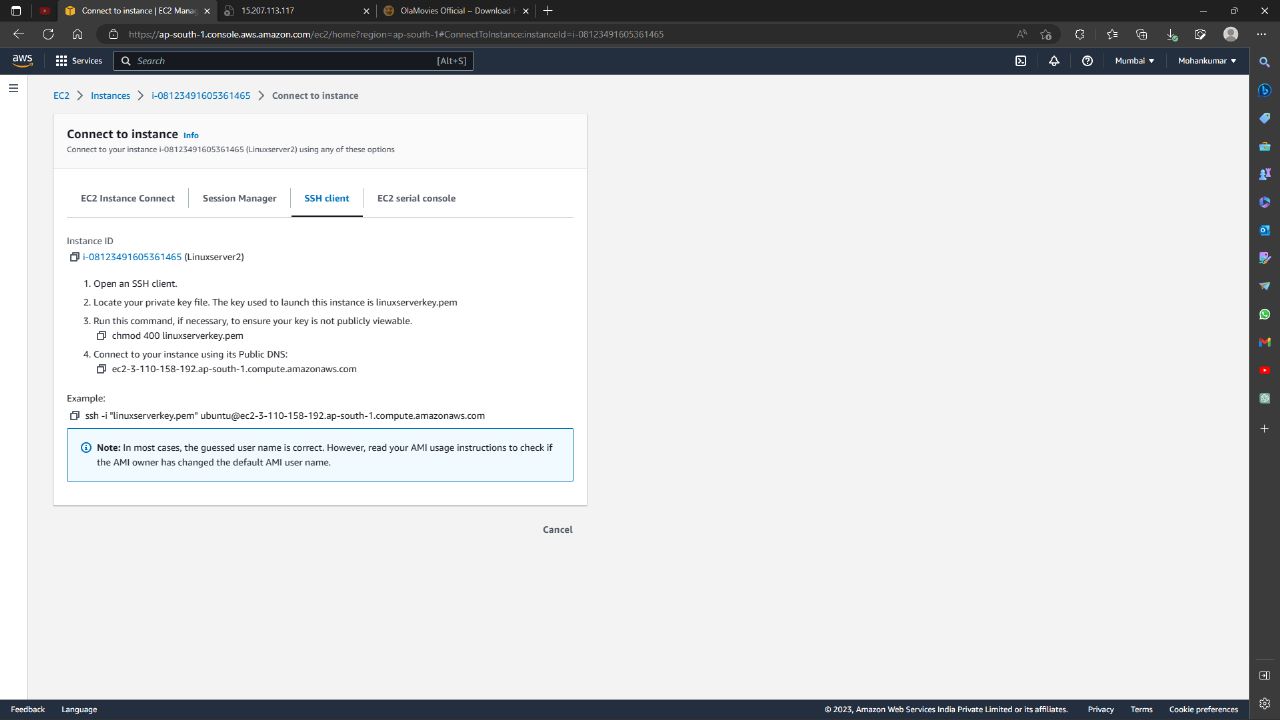 Connect to instance | EC2 Manag
15.207.113.117
OlaMovies Official ~ Download H
https://ap-south-1.console.aws.amazon.com/ec2/home?region=ap-south-1#ConnectToInstance:instanceId=i-08123491605361465
aws
Services
Search
[Alt+S]
Mumbai
Mohankumar
EC2
Instances
i-08123491605361465
Connect to instance
Connect to instance Info
Connect to your instance i-08123491605361465 (Linuxserver2) using any of these options
EC2 Instance Connect
Session Manager
SSH client
EC2 serial console
Instance ID
i-08123491605361465 (Linuxserver2)
1. Open an SSH client.
2. Locate your private key file. The key used to launch this instance is linuxserverkey.pem
3. Run this command, if necessary, to ensure your key is not publicly viewable.
chmod 400 linuxserverkey.pem
4. Connect to your instance using its Public DNS:
ec2-3-110-158-192.ap-south-1.compute.amazonaws.com
Example:
ssh -i "linuxserverkey.pem" ubuntu@ec2-3-110-158-192.ap-south-1.compute.amazonaws.com
Note: In most cases, the guessed user name is correct. However, read your AMI usage instructions to check if
the AMI owner has changed the default AMI user name.
Cancel
Feedback
Language
© 2023, Amazon Web Services India Private Limited or its affiliates.
Privacy
Terms
Cookie preferences